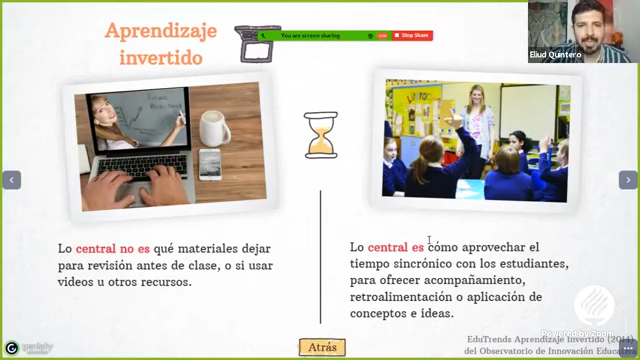 Aprendizaje
invertido
You are screen sharing
Stop Share
Eliud Quintero
Lo central no es qué materiales dejar
para revisión antes de clase, o si usar
videos u otros recursos.
Lo central es cómo aprovechar el
tiempo sincrónico con los estudiantes,
para ofrecer acompañamiento,
retroalimentación o aplicación de
conceptos e ideas.
Powered by Zoom
EduTrends Aprendizaje Invertido (2014)
del Observatorio de Innovación
genially
Atrás